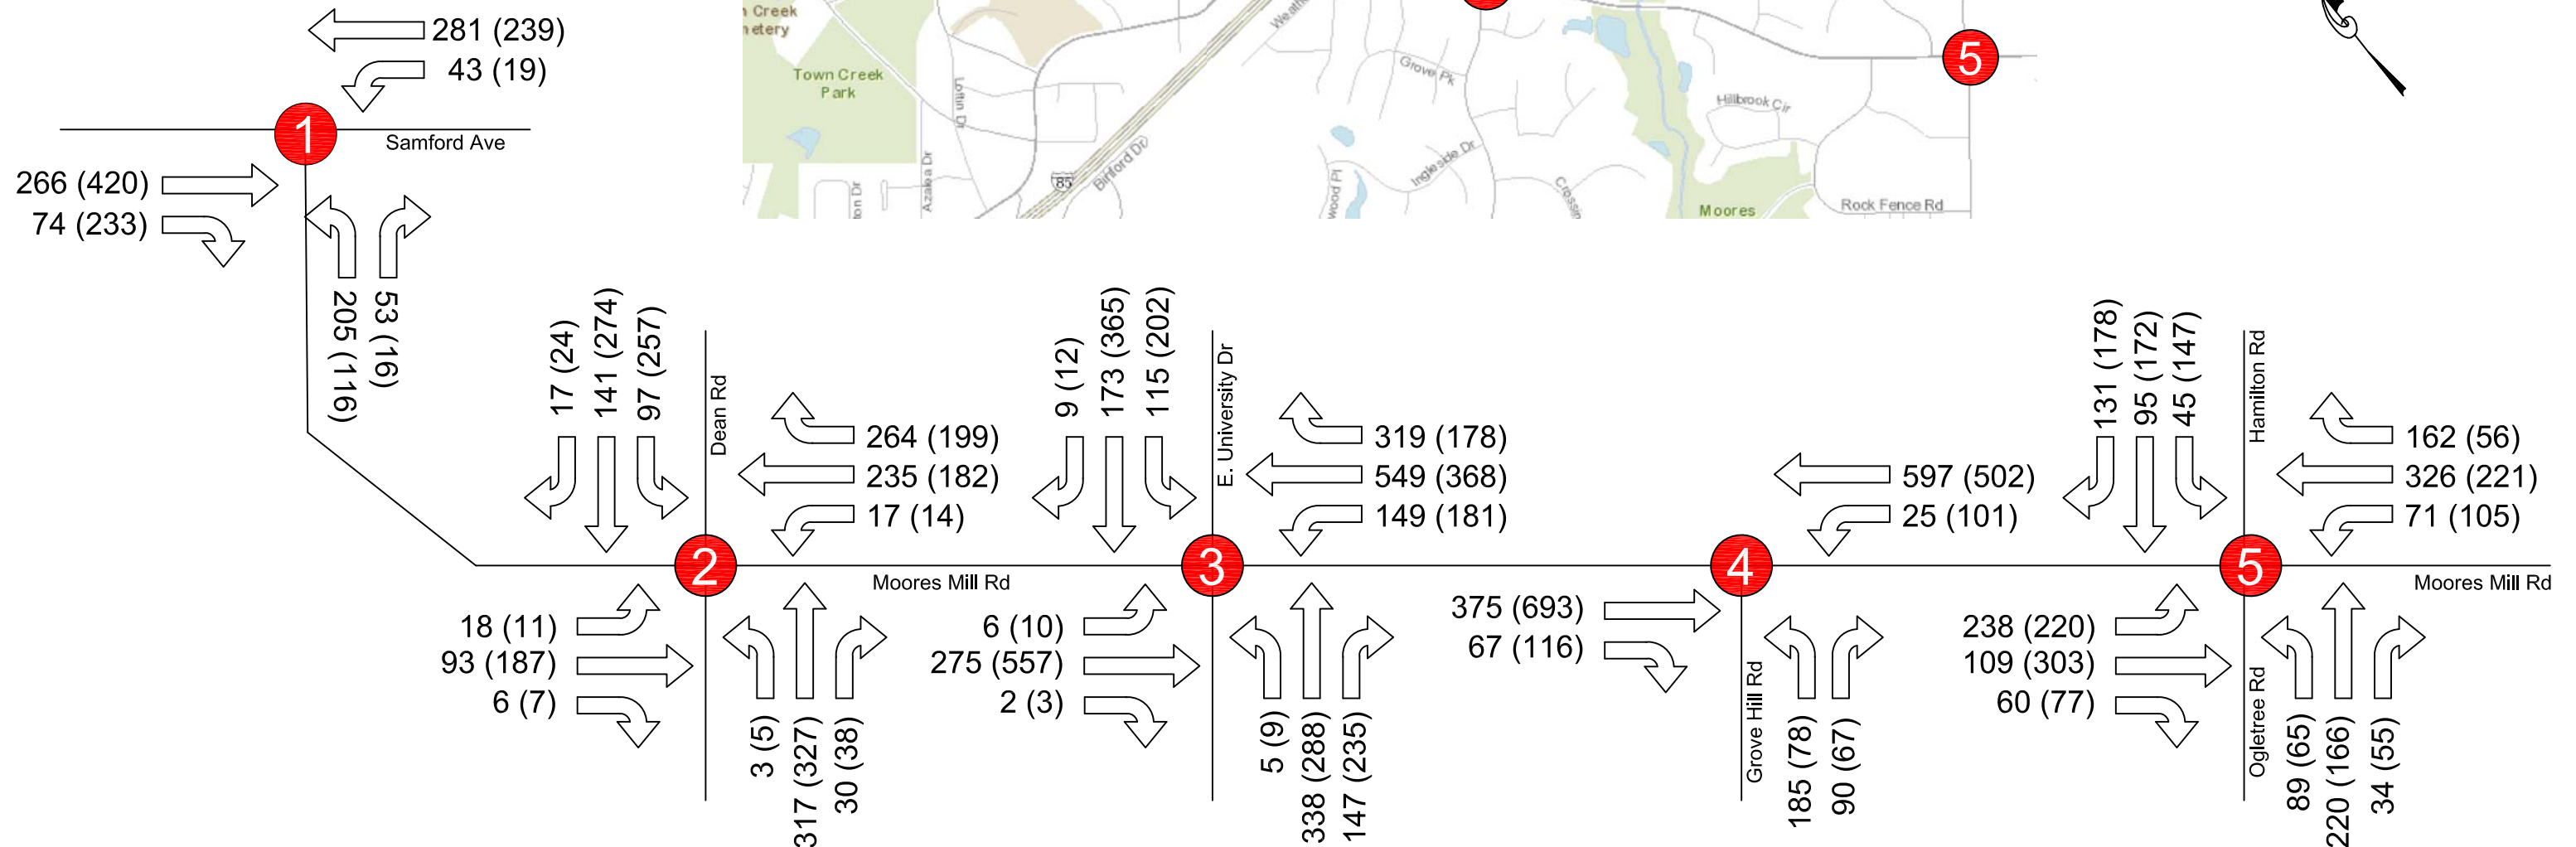 281 (239)
43 (19)
1
Samford Ave
266 (420)
74 (233)
205 (116)
53 (16)
Creek
Town Creek
Park
Loftin Dr
Azalea Dr
85
Binford Dr
Grove Pk
Ingleside Dr
Hillbrook Cir
Moores
Rock Fence Rd
5
17 (24)
141 (274)
97 (257)
Dean Rd
264 (199)
235 (182)
17 (14)
2
Moores Mill Rd
18 (11)
93 (187)
6 (7)
3 (5)
317 (327)
30 (38)
9 (12)
173 (365)
115 (202)
E. University Dr
319 (178)
549 (368)
149 (181)
3
6 (10)
275 (557)
2 (3)
5 (9)
338 (288)
147 (235)
597 (502)
25 (101)
4
375 (693)
67 (116)
Grove Hill Rd
185 (78)
90 (67)
131 (178)
95 (172)
45 (147)
Hamilton Rd
162 (56)
326 (221)
71 (105)
5
Moores Mill Rd
238 (220)
109 (303)
60 (77)
Ogletree Rd
89 (65)
220 (166)
34 (55)